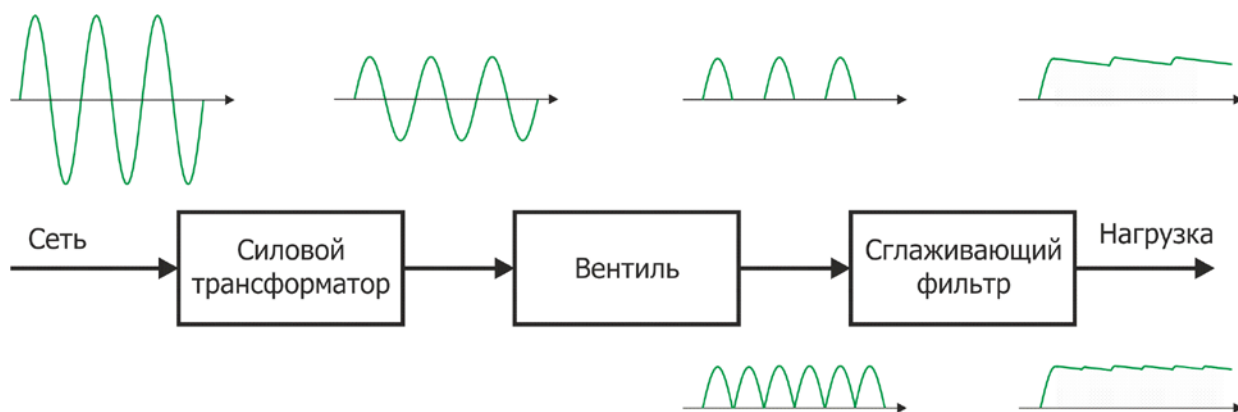 Сеть
Силовой
трансформатор
Вентиль
Сглаживающий
фильтр
Нагрузка